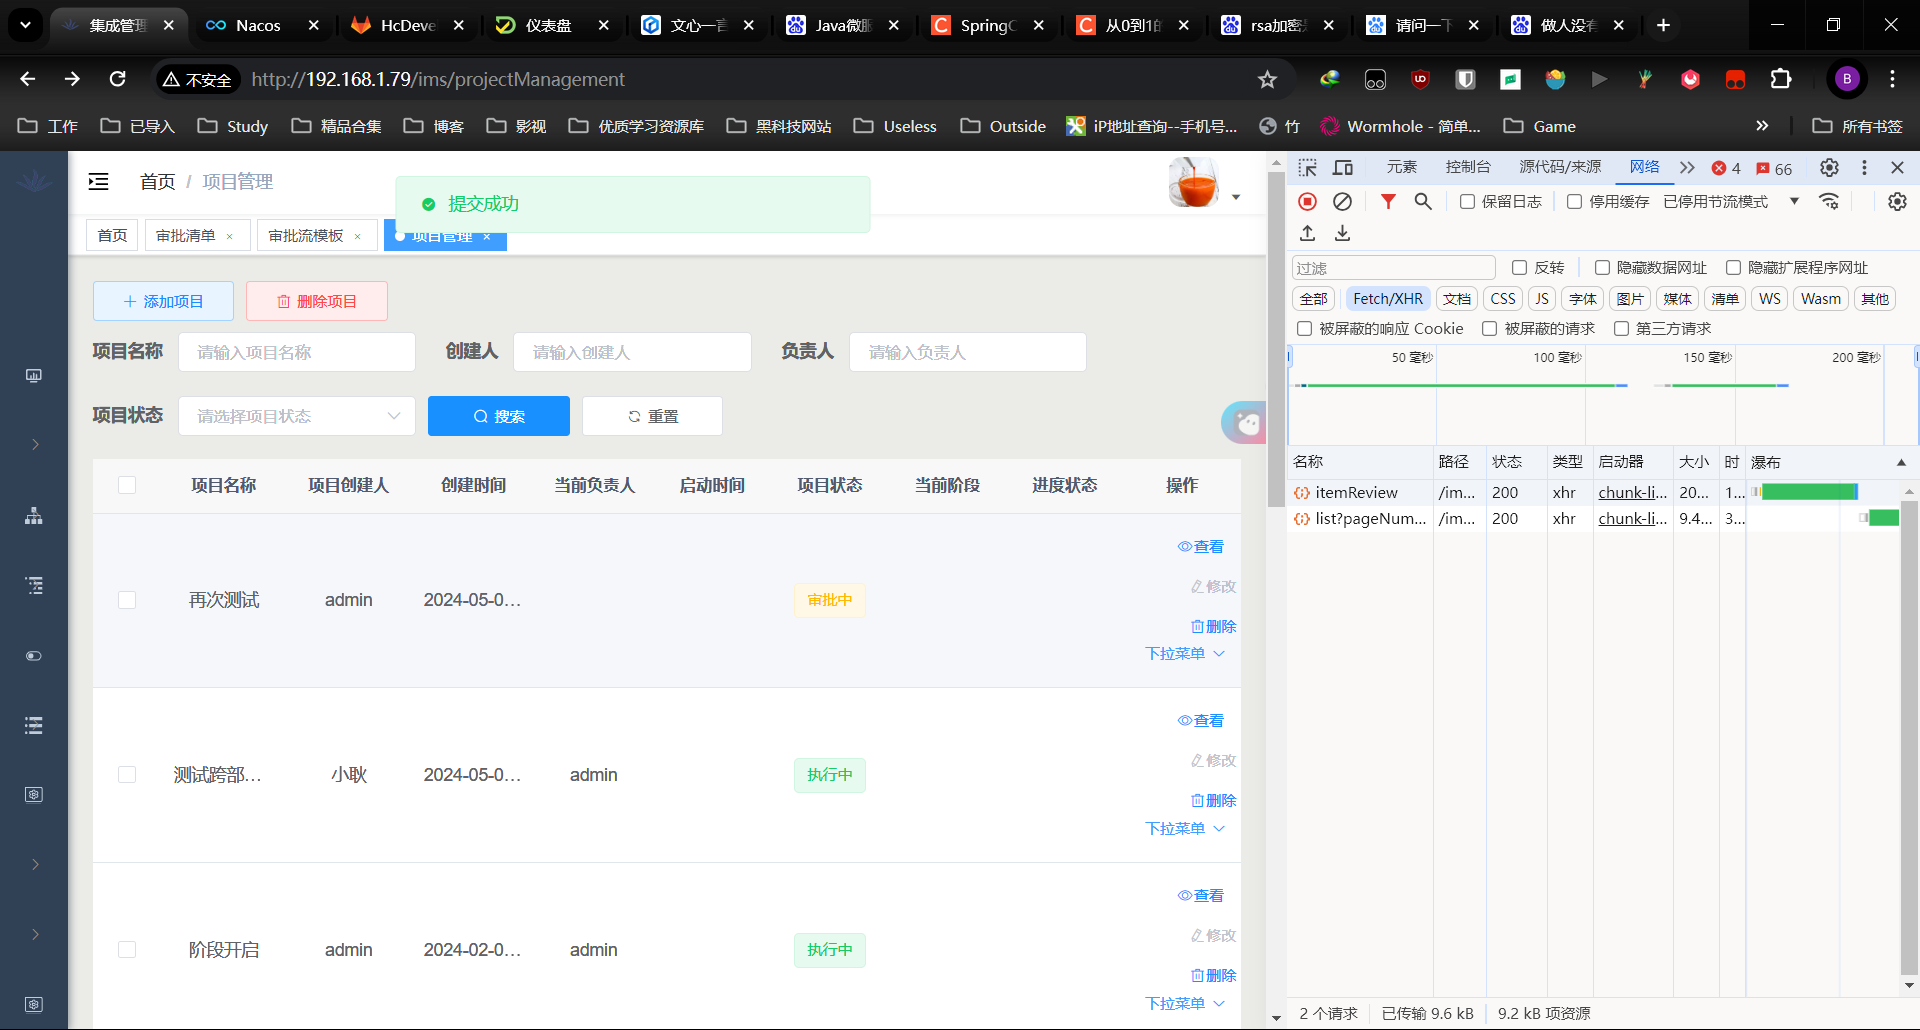 集成管理
Nacos
HcDeve
仪表盘
文心一言
Java微服
SpringC
从0到1的
rsa加密
请问一下
做人没有
不安全
http://192.168.1.79/ims/projectManagement
B
工作
已导入
Study
精品合集
博客
影视
优质学习资源库
黑科技网站
Useless
Outside
iP地址查询--手机号...
竹
Wormhole - 简单...
Game
所有书签
首页 / 项目管理
提交成功
首页
审批清单 ×
审批流模板 ×
项目管理 ×
+ 添加项目
删除项目
项目名称 请输入项目名称
创建人 请输入创建人
负责人 请输入负责人
项目状态 请选择项目状态
搜索
重置
项目名称 项目创建人 创建时间 当前负责人 启动时间 项目状态 当前阶段 进度状态 操作
查看
修改
再次测试 admin 2024-05-0... 审批中
删除
下拉菜单
查看
修改
测试跨部... 小耿 2024-05-0... admin 执行中
删除
下拉菜单
查看
修改
阶段开启 admin 2024-02-0... admin 执行中
删除
下拉菜单
元素 控制台 源代码/来源 网络 4 66
保留日志 停用缓存 已停用节流模式
过滤 反转 隐藏数据网址 隐藏扩展程序网址
全部 Fetch/XHR 文档 CSS JS 字体 图片 媒体 清单 WS Wasm 其他
被屏蔽的响应 Cookie 被屏蔽的请求 第三方请求
50 毫秒 100 毫秒 150 毫秒 200 毫秒
名称 路径 状态 类型 启动器 大小 时 瀑布
itemReview /im... 200 xhr chunk-li... 20... 1...
list?pageNum... /im... 200 xhr chunk-li... 9.4... 3...
2 个请求 已传输 9.6 kB 9.2 kB 项资源